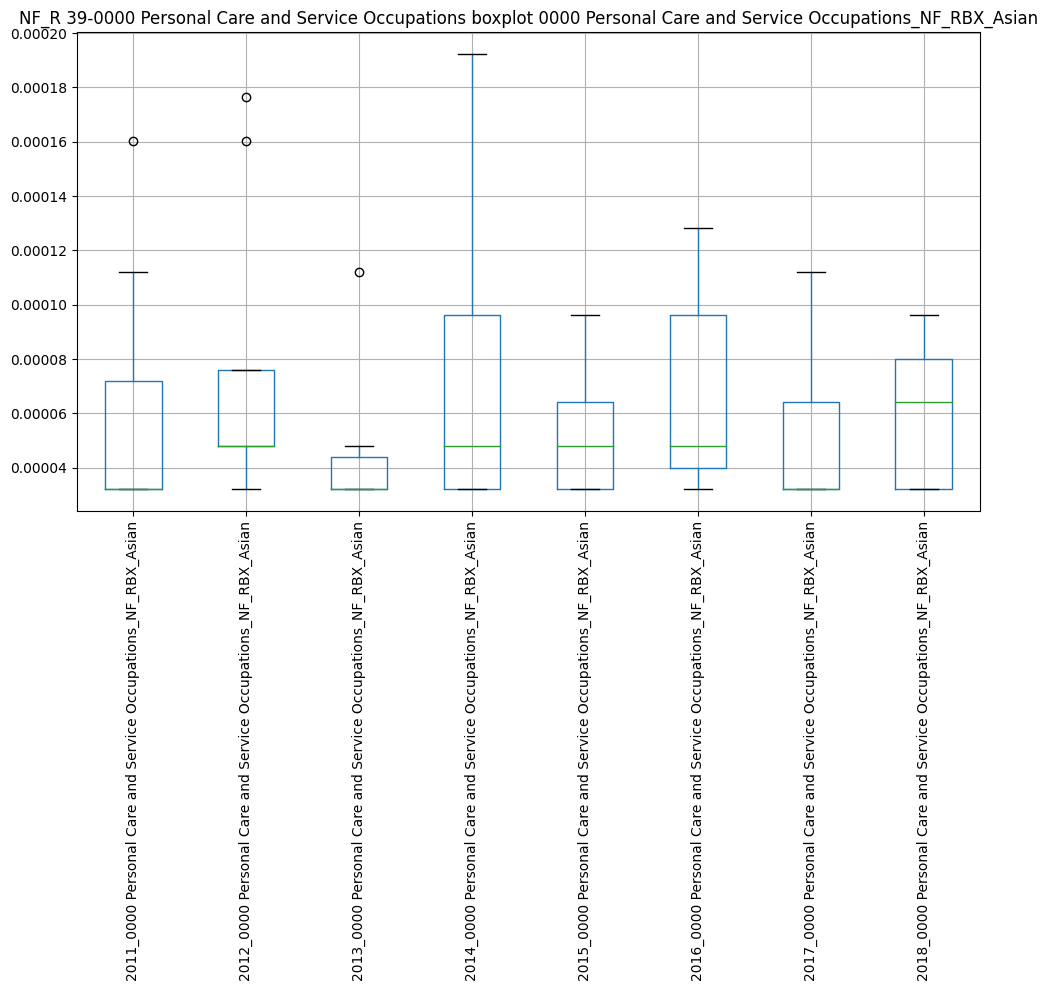 NF_R 39-0000 Personal Care and Service Occupations boxplot 0000 Personal Care and Service Occupations_NF_RBX_Asian
0.00020
0.00018
0.00016
0.00014
0.00012
0.00010
0.00008
0.00006
0.00004
2011_0000 Personal Care and Service Occupations_NF_RBX_Asian
2012_0000 Personal Care and Service Occupations_NF_RBX_Asian
2013_0000 Personal Care and Service Occupations_NF_RBX_Asian
2014_0000 Personal Care and Service Occupations_NF_RBX_Asian
2015_0000 Personal Care and Service Occupations_NF_RBX_Asian
2016_0000 Personal Care and Service Occupations_NF_RBX_Asian
2017_0000 Personal Care and Service Occupations_NF_RBX_Asian
2018_0000 Personal Care and Service Occupations_NF_RBX_Asian